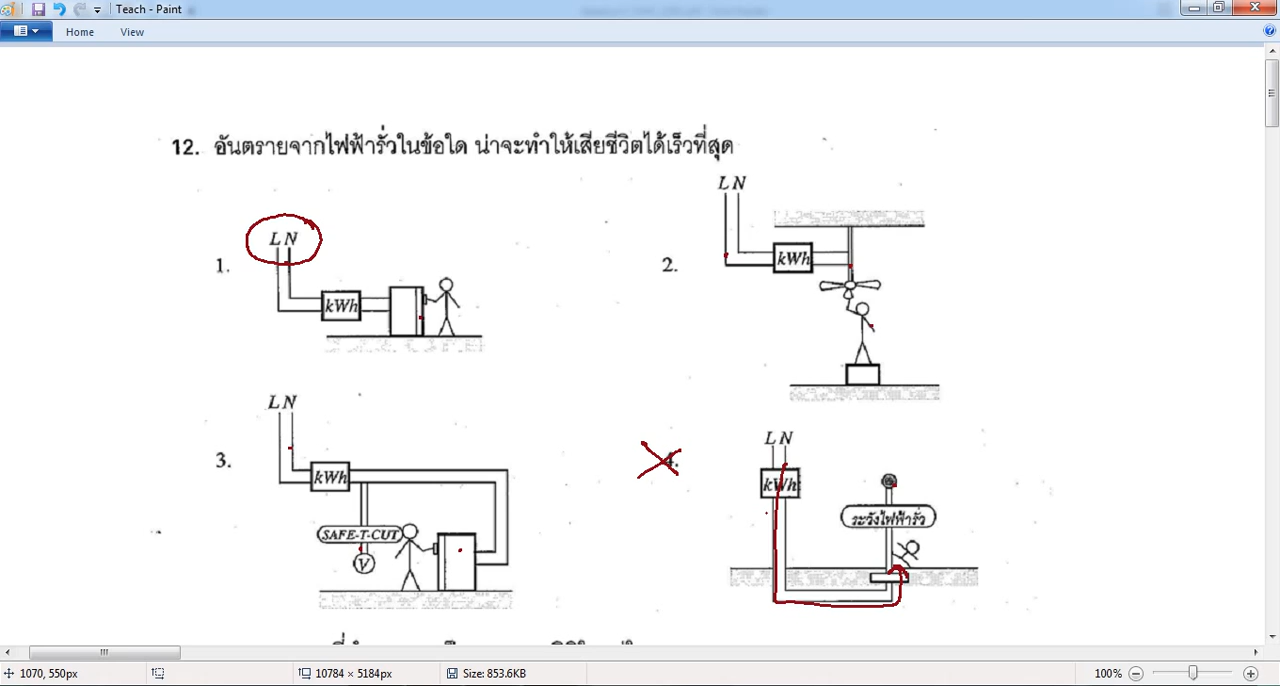 Teach - Paint
Home View
12. อันตรายจากไฟฟ้ารั่วในข้อใด น่าจะทำให้เสียชีวิตได้เร็วที่สุด
1.
L N
kWh
2.
L N
kWh
3.
L N
kWh
SAFE-T-CUT
V
4.
L N
kWh
ระวังไฟฟ้ารั่ว
1070, 550px 10784 × 5184px Size: 853.6KB 100%